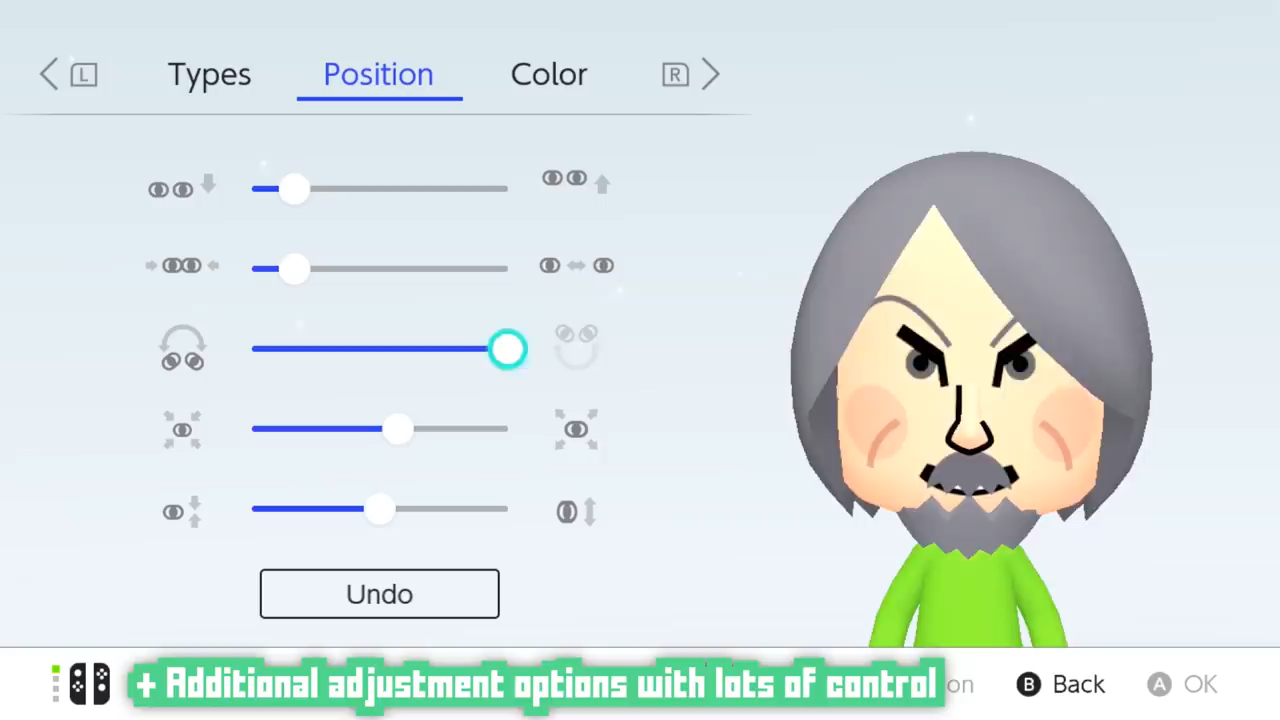 L Types Position Color R
Undo
+ Additional adjustment options with lots of control on B Back A OK